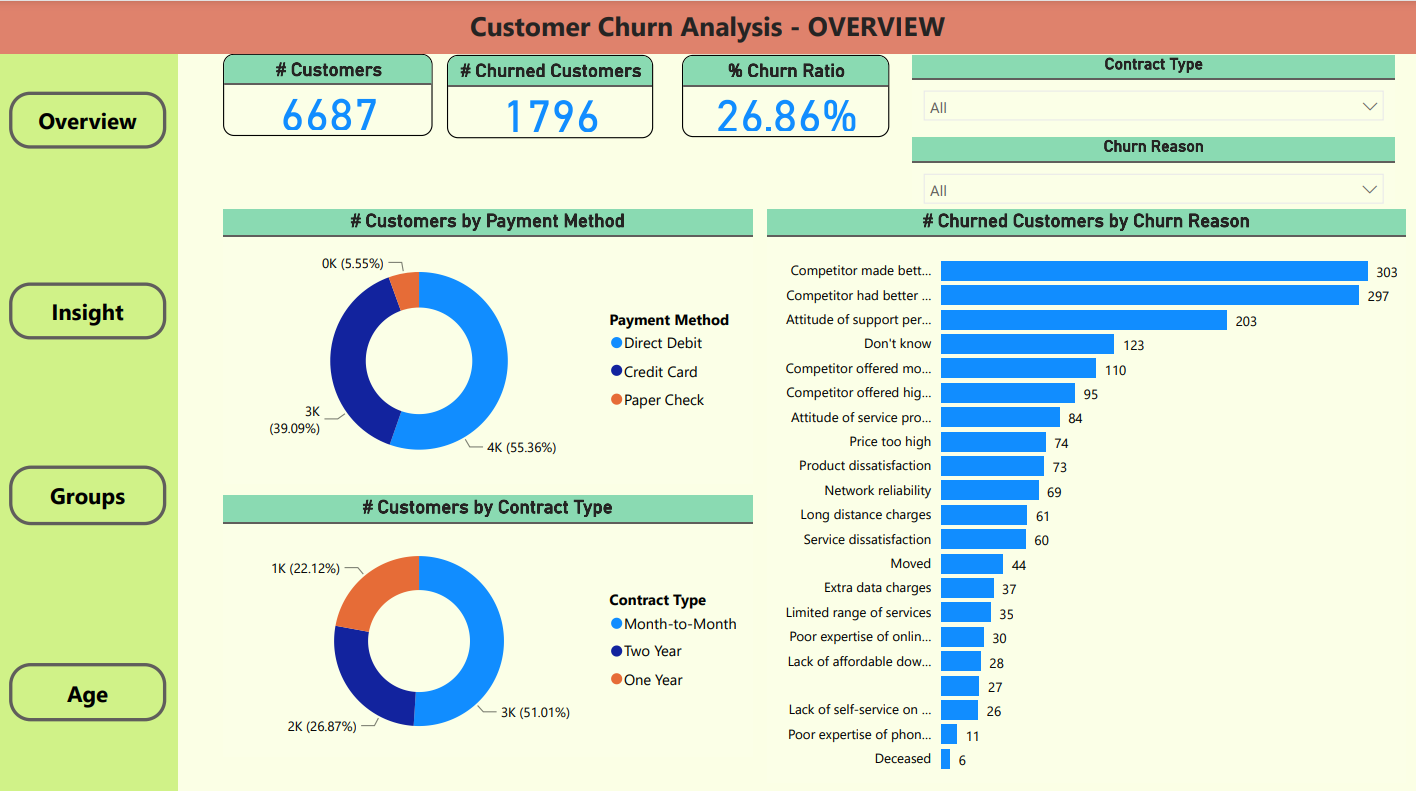 Customer Churn Analysis - OVERVIEW
Overview
Insight
Groups
Age
# Customers
6687
# Churned Customers
1796
% Churn Ratio
26.86%
Contract Type
All
Churn Reason
All
# Customers by Payment Method
0K (5.55%)
3K
(39.09%)
4K (55.36%)
Payment Method
Direct Debit
Credit Card
Paper Check
# Customers by Contract Type
1K (22.12%)
2K (26.87%)
3K (51.01%)
Contract Type
Month-to-Month
Two Year
One Year
# Churned Customers by Churn Reason
Competitor made bett... 303
Competitor had better ... 297
Attitude of support per... 203
Don't know 123
Competitor offered mo... 110
Competitor offered hig... 95
Attitude of service pro... 84
Price too high 74
Product dissatisfaction 73
Network reliability 69
Long distance charges 61
Service dissatisfaction 60
Moved 44
Extra data charges 37
Limited range of services 35
Poor expertise of onlin... 30
Lack of affordable dow... 28
27
Lack of self-service on ... 26
Poor expertise of phon... 11
Deceased 6